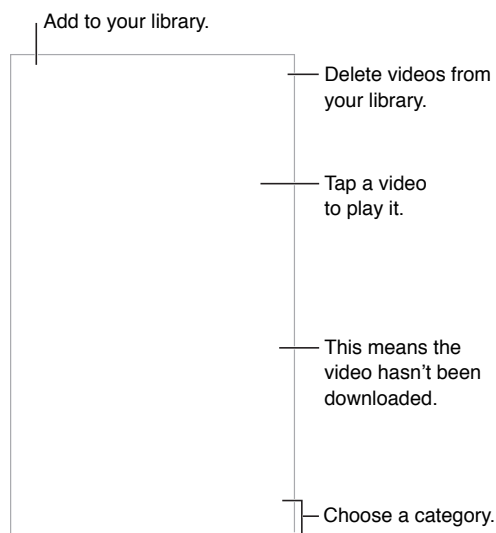 Add to your library.
Delete videos from
your library.
Tap a video
to play it.
This means the
video hasn’t been
downloaded.
Choose a category.